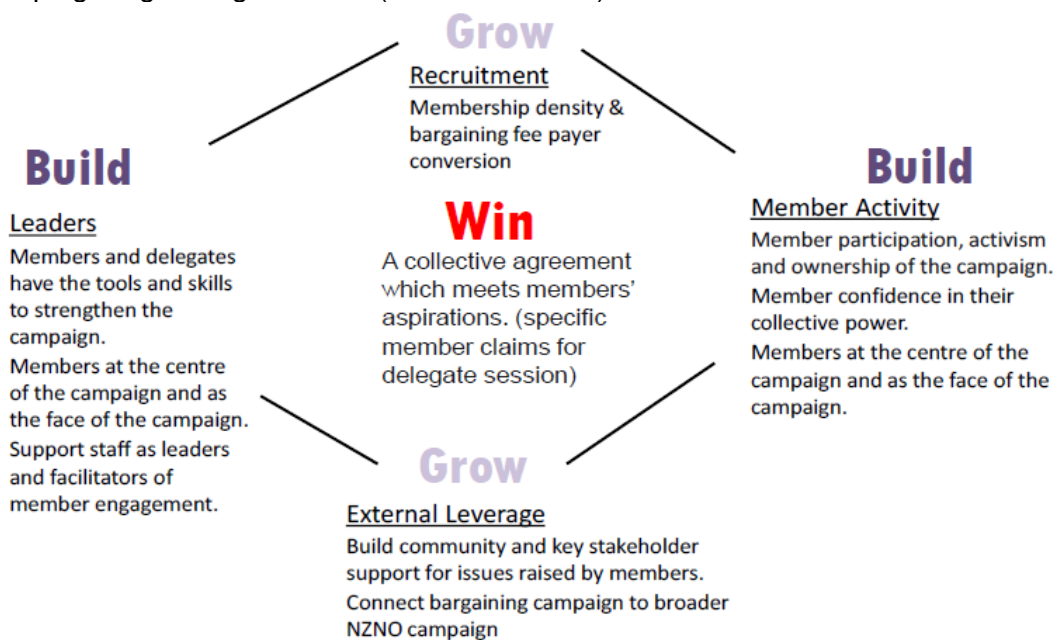 Grow
Recruitment
Membership density &
bargaining fee payer
conversion
Build
Leaders
Members and delegates
have the tools and skills
to strengthen the
campaign.
Members at the centre
of the campaign and as
the face of the campaign.
Support staff as leaders
and facilitators of
member engagement.
Win
A collective agreement
which meets members’
aspirations. (specific
member claims for
delegate session)
Build
Member Activity
Member participation, activism
and ownership of the campaign.
Member confidence in their
collective power.
Members at the centre of the
campaign and as the face of the
campaign.
Grow
External Leverage
Build community and key stakeholder
support for issues raised by members.
Connect bargaining campaign to broader
NZNO campaign